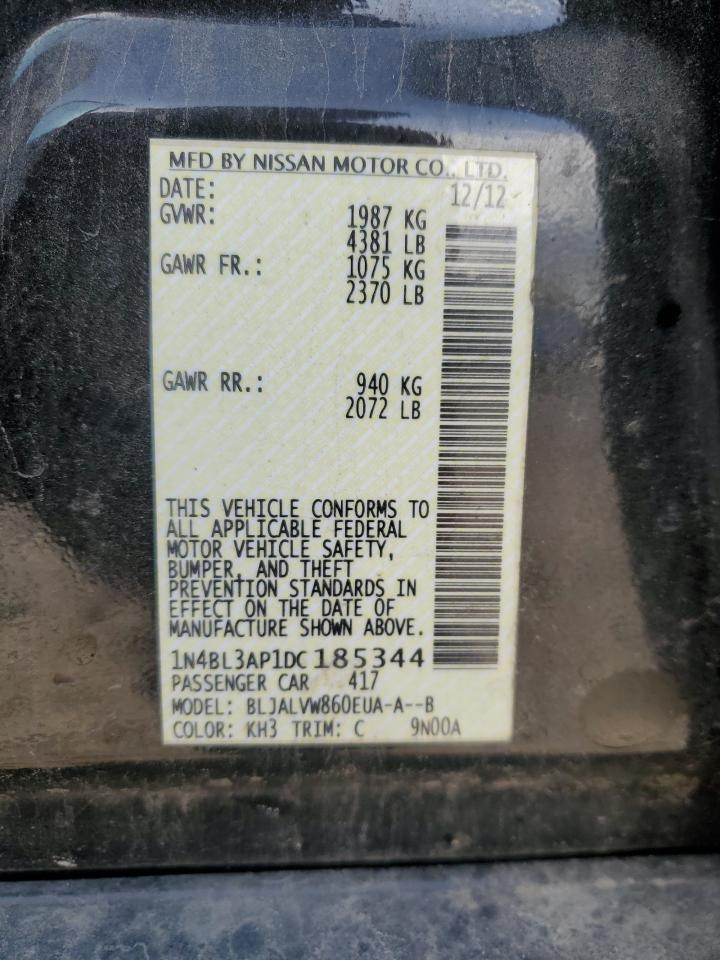 MFD BY NISSAN MOTOR CO., LTD.
DATE: 12/12
GVWR: 1987 KG
4381 LB
GAWR FR.: 1075 KG
2370 LB
GAWR RR.: 940 KG
2072 LB
THIS VEHICLE CONFORMS TO
ALL APPLICABLE FEDERAL
MOTOR VEHICLE SAFETY,
BUMPER, AND THEFT
PREVENTION STANDARDS IN
EFFECT ON THE DATE OF
MANUFACTURE SHOWN ABOVE.
1N4BL3AP1DC185344
PASSENGER CAR 417
MODEL: BLJALVW860EUA-A--B
COLOR: KH3 TRIM: C 9N00A